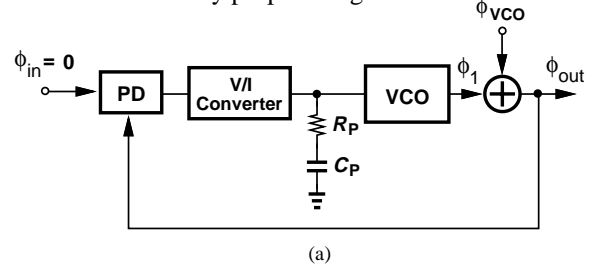 ϕVCO
ϕin = 0
PD
V/I
Converter
VCO
ϕ1
ϕout
RP
CP
(a)